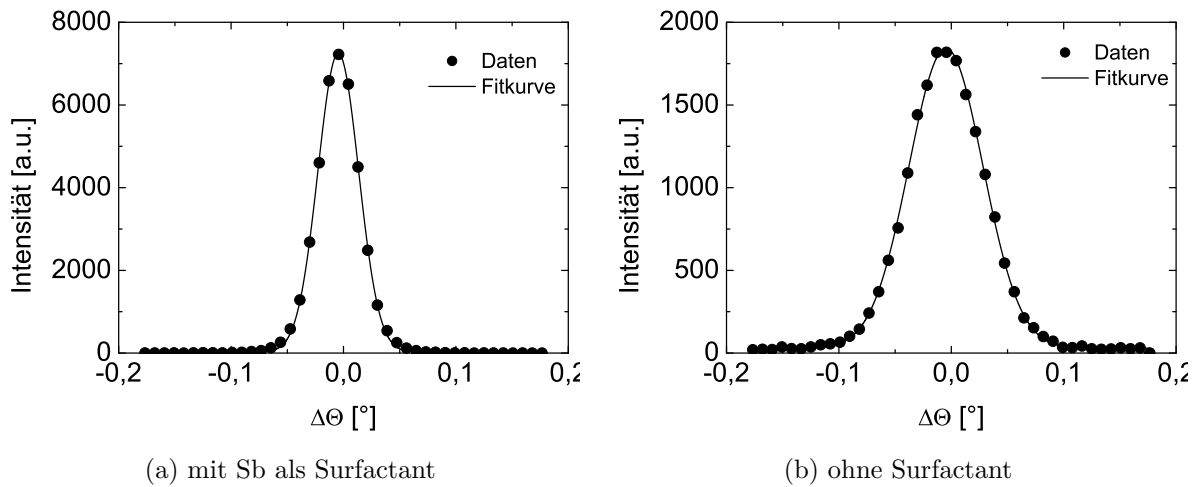 8000
6000
4000
2000
0
-0,2
-0,1
0,0
0,1
0,2
Intensität [a.u.]
ΔΘ [°]
Daten
Fitkurve
(a) mit Sb als Surfactant
2000
1500
1000
500
0
-0,2
-0,1
0,0
0,1
0,2
Intensität [a.u.]
ΔΘ [°]
Daten
Fitkurve
(b) ohne Surfactant